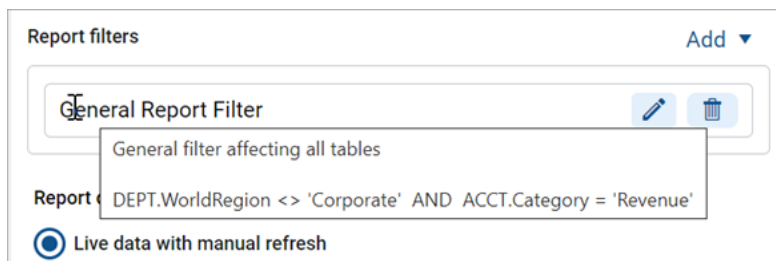 Report filters
Add
General Report Filter
General filter affecting all tables
DEPT.WorldRegion <> 'Corporate' AND ACCT.Category = 'Revenue'
Report
Live data with manual refresh